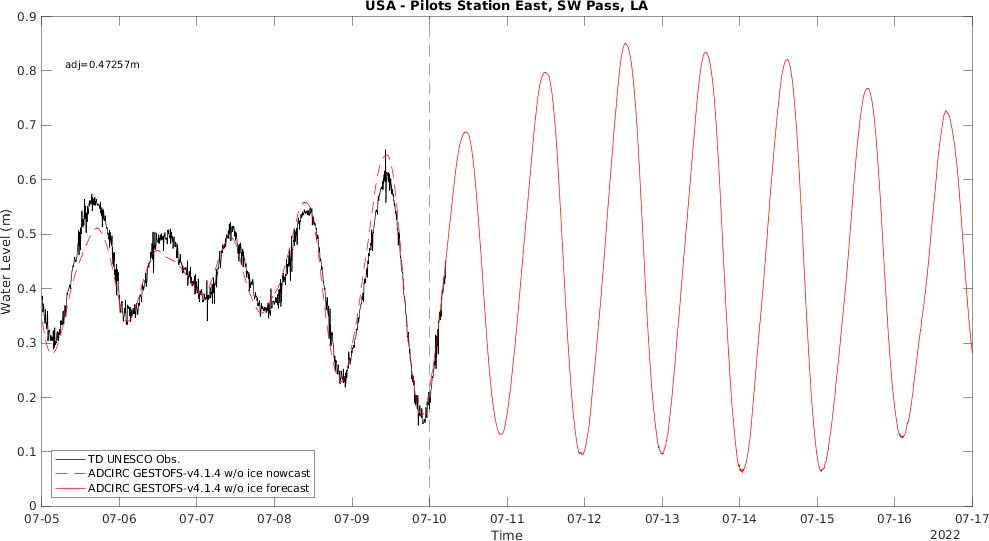 USA - Pilots Station East, SW Pass, LA
adj=0.47257m
Water Level (m)
0.9
0.8
0.7
0.6
0.5
0.4
0.3
0.2
0.1
0
TD UNESCO Obs.
ADCIRC GESTOFS-v4.1.4 w/o ice nowcast
ADCIRC GESTOFS-v4.1.4 w/o ice forecast
07-05 07-06 07-07 07-08 07-09 07-10 07-11 07-12 07-13 07-14 07-15 07-16 07-17
Time
2022